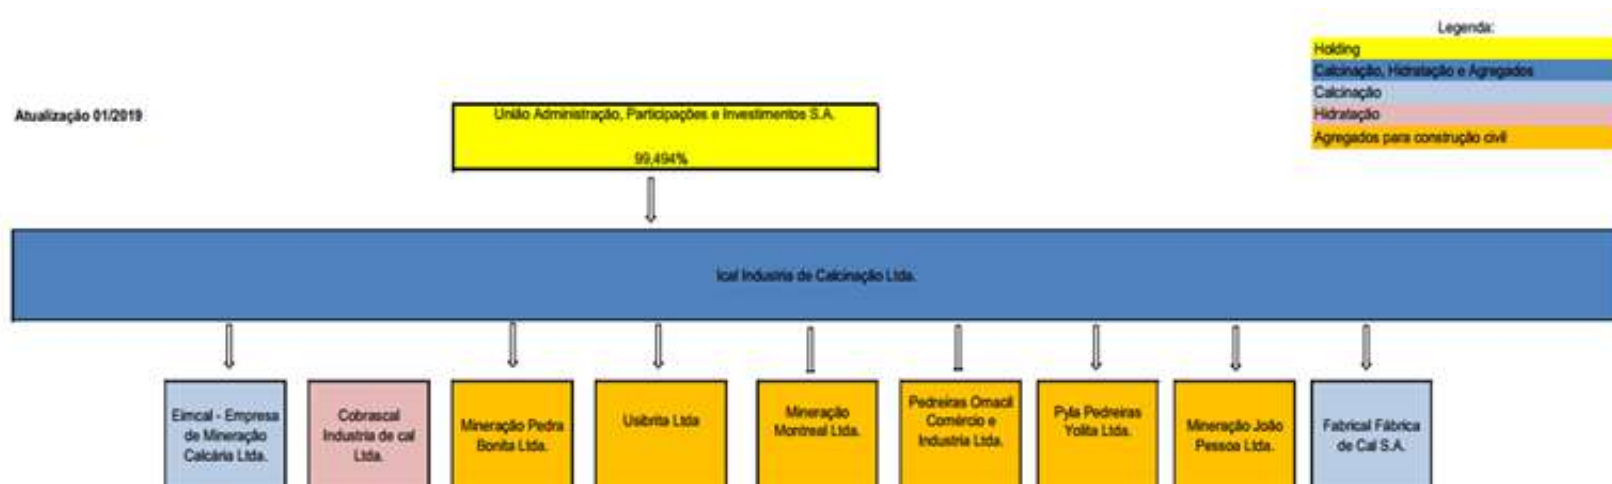 Legenda:
Holding
Calcinação, Hidratação e Agregados
Calcinação
Hidratação
Agregados para construção civil
Atualização 01/2019
União Administração, Participações e Investimentos S.A.
99,494%
Ical Industria de Calcinação Ltda.
Eimcal - Empresa
de Mineração
Calcária Ltda.
Cobrascal
Industria de cal
Ltda.
Mineração Pedra
Bonita Ltda.
Usibrita Ltda
Mineração
Montreal Ltda.
Pedreiras Omacil
Comércio e
Industria Ltda.
Pyla Pedreiras
Yolita Ltda.
Mineração João
Pessoa Ltda.
Fabrical Fábrica
de Cal S.A.